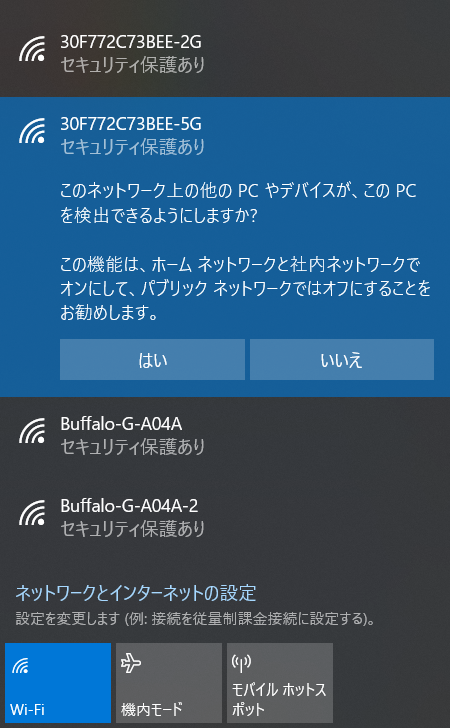 30F772C73BEE-2G
セキュリティ保護あり
30F772C73BEE-5G
セキュリティ保護あり
このネットワーク上の他の PC やデバイスが、この PC
を検出できるようにしますか?
この機能は、ホーム ネットワークと社内ネットワークで
オンにして、パブリック ネットワークではオフにすることを
お勧めします。
はい
いいえ
Buffalo-G-A04A
セキュリティ保護あり
Buffalo-G-A04A-2
セキュリティ保護あり
ネットワークとインターネットの設定
設定を変更します (例: 接続を従量制課金接続に設定する)。
Wi-Fi
機内モード
モバイル ホットス
ポット